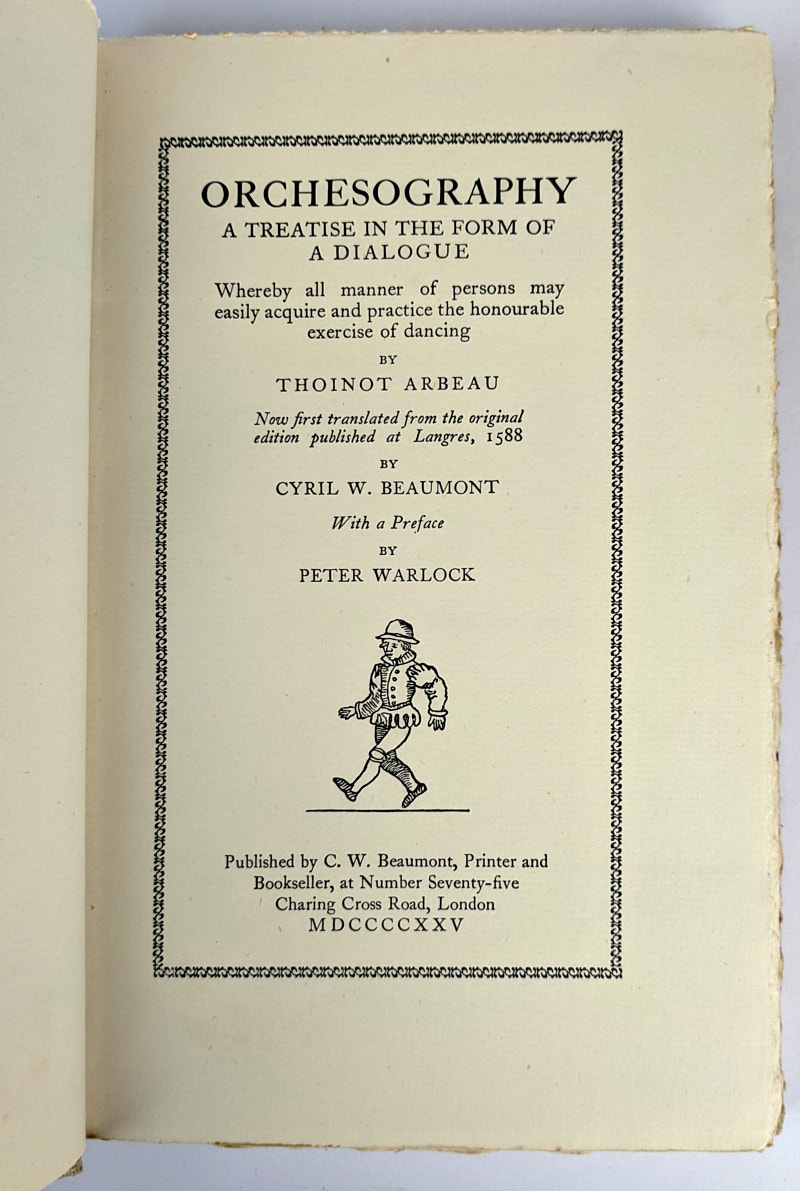 ORCHESOGRAPHY
A TREATISE IN THE FORM OF
A DIALOGUE
Whereby all manner of persons may
easily acquire and practice the honourable
exercise of dancing
BY
THOINOT ARBEAU
Now first translated from the original
edition published at Langres, 1588
BY
CYRIL W. BEAUMONT
With a Preface
BY
PETER WARLOCK
Published by C. W. Beaumont, Printer and
Bookseller, at Number Seventy-five
Charing Cross Road, London
MDCCCCXXV